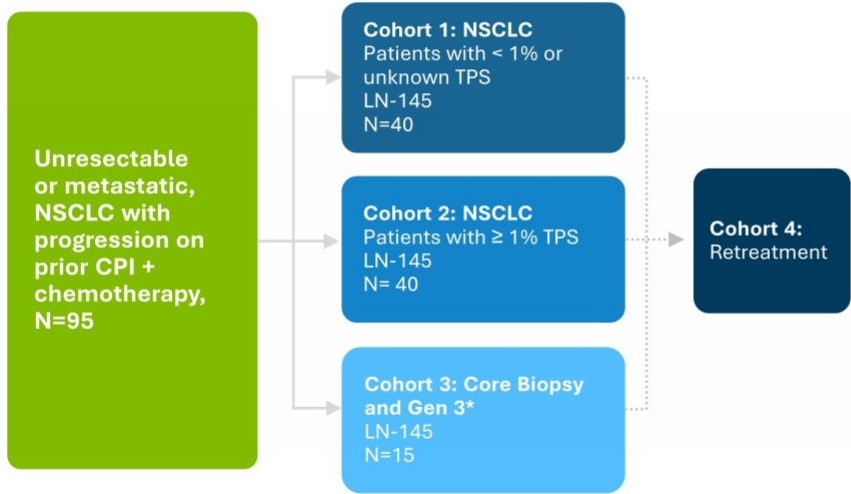 Unresectable
or metastatic,
NSCLC with
progression on
prior CPI +
chemotherapy,
N=95
Cohort 1: NSCLC
Patients with < 1% or
unknown TPS
LN-145
N=40
Cohort 2: NSCLC
Patients with ≥ 1% TPS
LN-145
N= 40
Cohort 3: Core Biopsy
and Gen 3*
LN-145
N=15
Cohort 4:
Retreatment